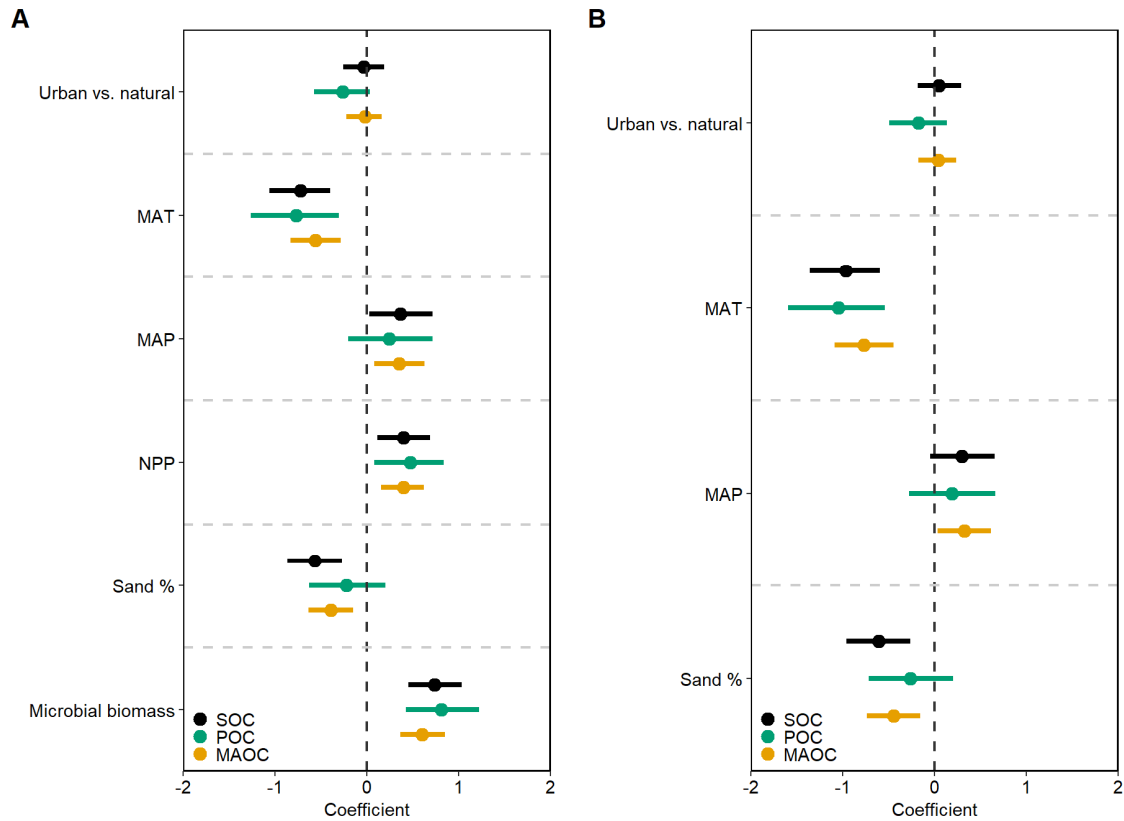 A
Urban vs. natural
MAT
MAP
NPP
Sand %
Microbial biomass
SOC
POC
MAOC
-2 -1 0 1 2
Coefficient
B
Urban vs. natural
MAT
MAP
Sand %
SOC
POC
MAOC
-2 -1 0 1 2
Coefficient